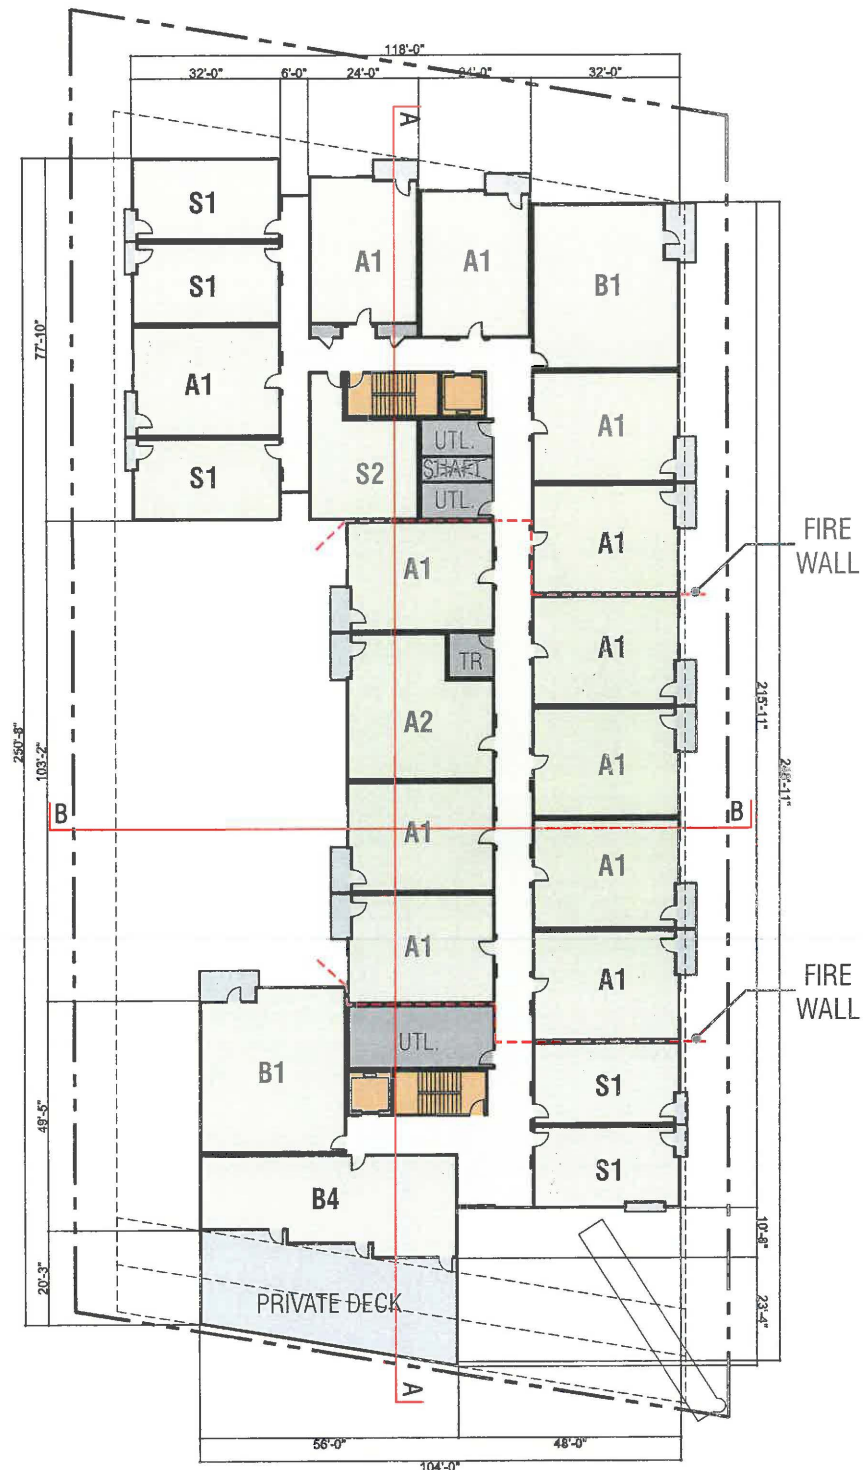 118'-0"
32'-0"
6'-0"
24'-0"
24'-0"
32'-0"
A
S1
S1
A1
S1
A1
A1
B1
A1
77'-10"
S2
UTL.
SHAFT
UTL.
A1
FIRE
WALL
A1
A1
TR
A2
A1
250'-8"
103'-2"
215'-11"
248'-11"
B
B
A1
A1
A1
A1
FIRE
WALL
UTL.
B1
S1
49'-5"
S1
B4
10'-8"
20'-3"
PRIVATE DECK
23'-4"
A
56'-0"
48'-0"
104'-0"